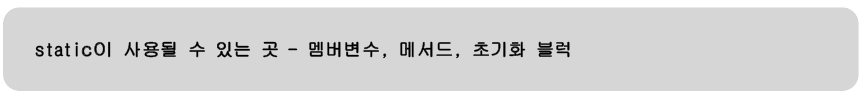 static이 사용될 수 있는 곳 - 멤버변수, 메서드, 초기화 블럭